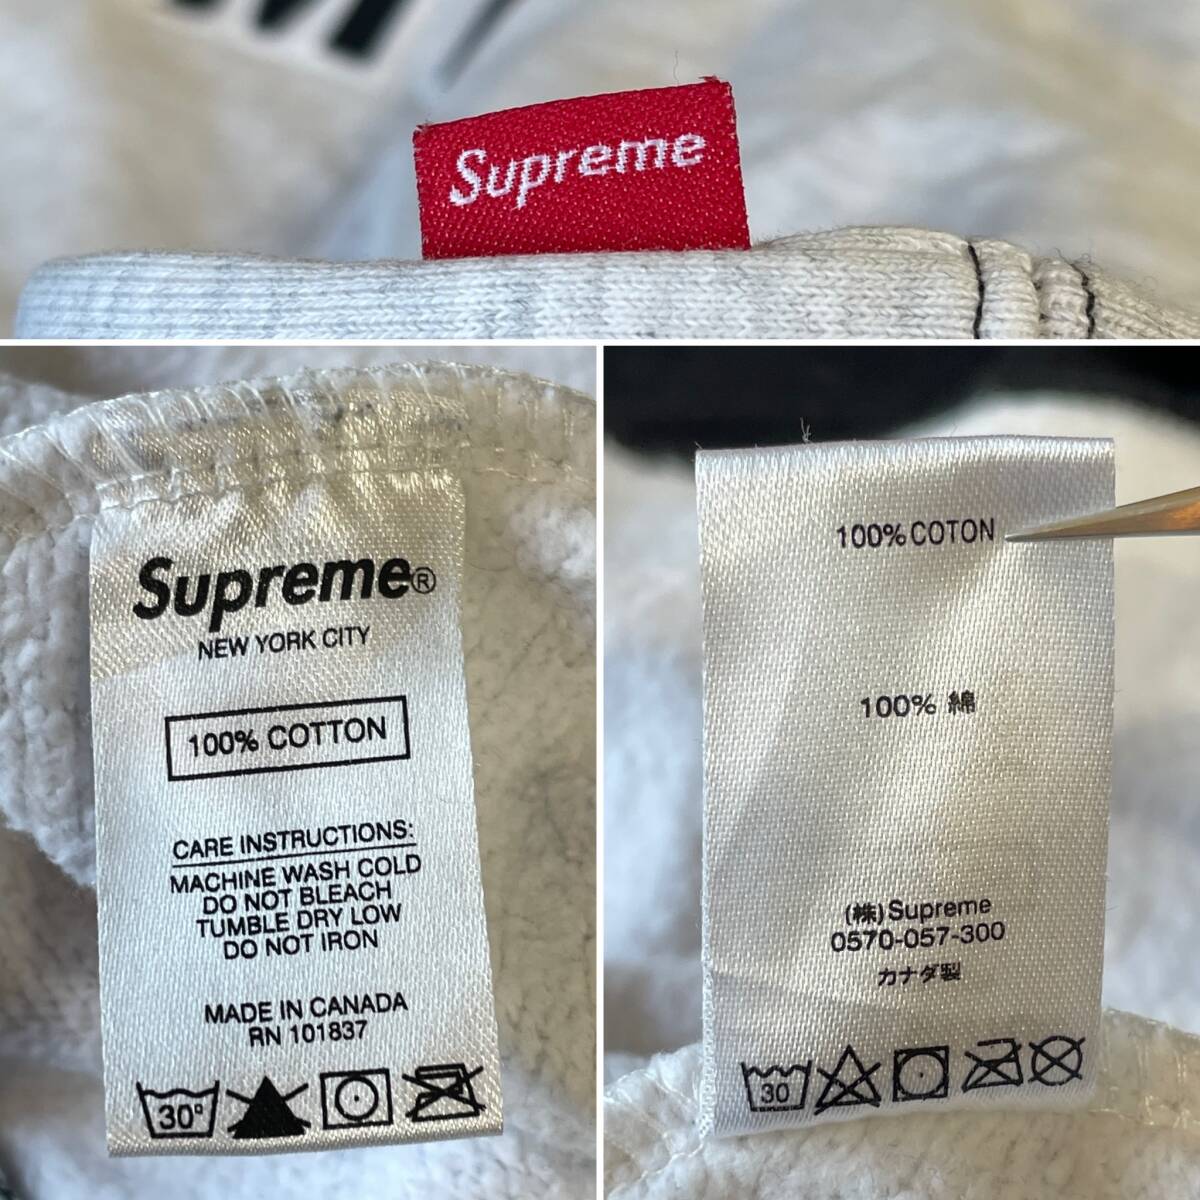 Supreme
Supreme®
NEW YORK CITY
100% COTTON
CARE INSTRUCTIONS:
MACHINE WASH COLD
DO NOT BLEACH
TUMBLE DRY LOW
DO NOT IRON
MADE IN CANADA
RN 101837
30°
100% COTON
100% 綿
(株)Supreme
0570-057-300
カナダ製
30